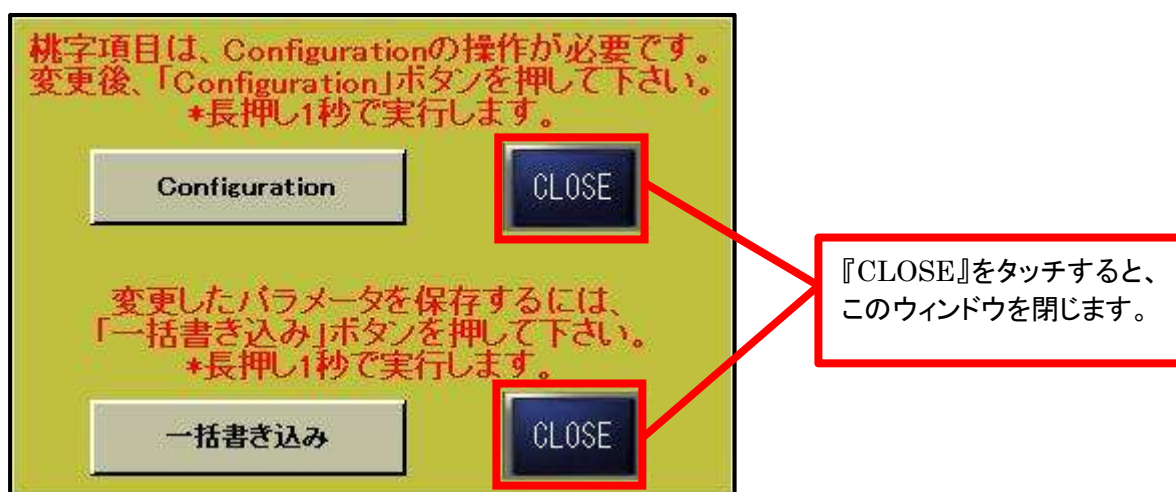 桃字項目は、Configurationの操作が必要です。
変更後、「Configuration」ボタンを押して下さい。
*長押し1秒で実行します。
Configuration
CLOSE
『CLOSE』をタッチすると、
このウィンドウを閉じます。
変更したパラメータを保存するには、
「一括書き込み」ボタンを押して下さい。
*長押し1秒で実行します。
一括書き込み
CLOSE